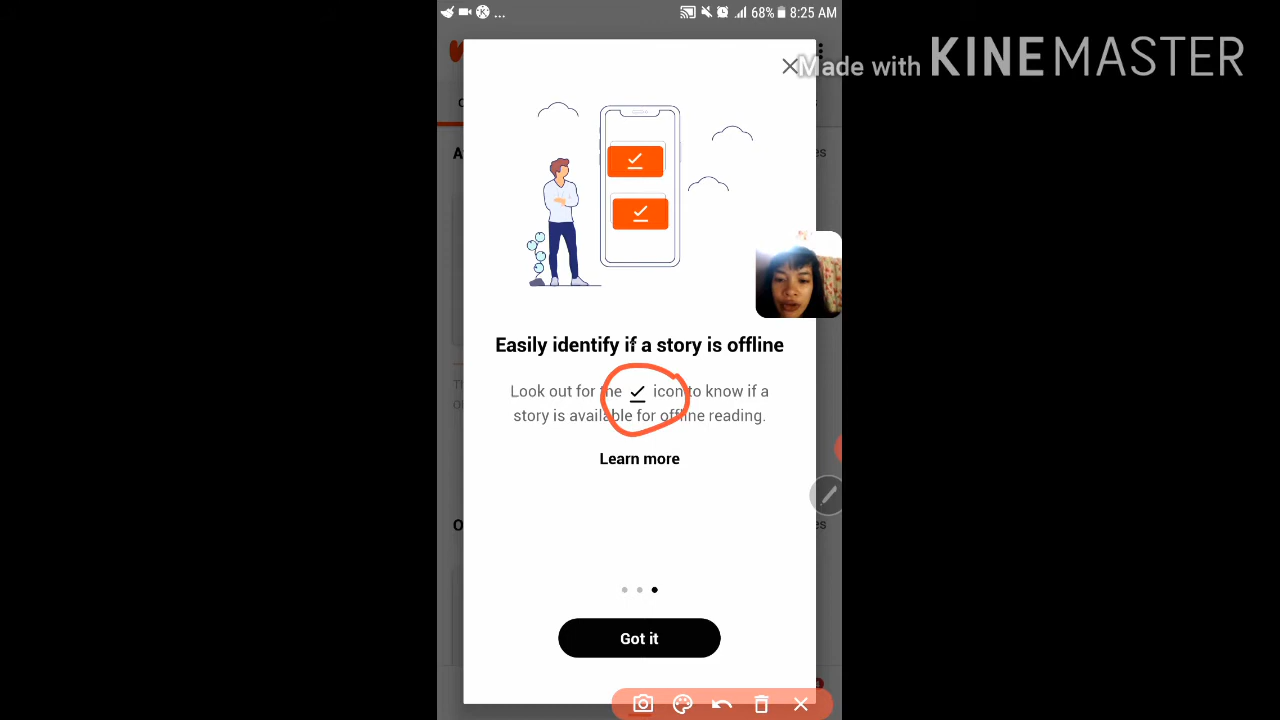 ... 68% 8:25 AM
Made with KINEMASTER
Easily identify if a story is offline
Look out for the icon to know if a
story is available for offline reading.
Learn more
Got it